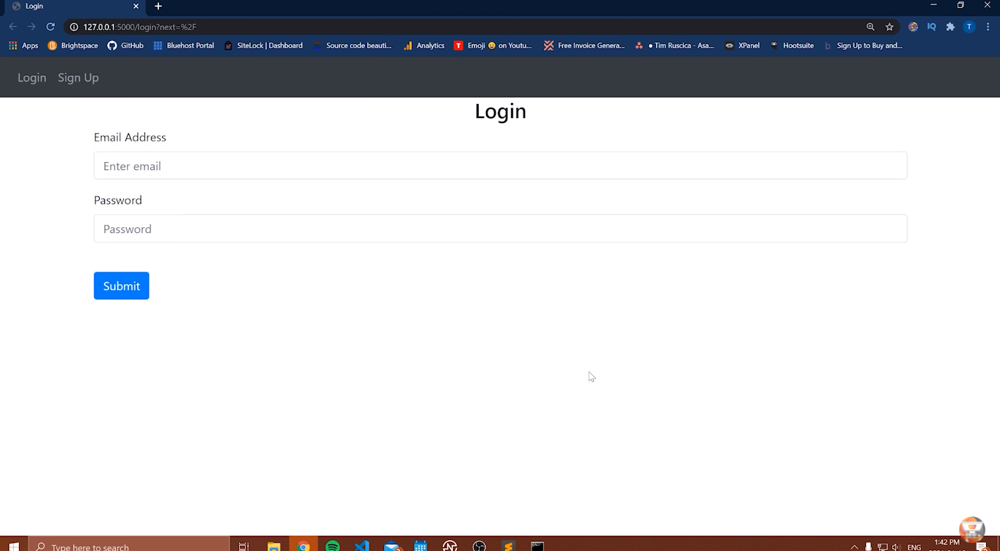 Login
127.0.0.1:5000/login?next=%2F
IQ
T
Apps
Brightspace
GitHub
Bluehost Portal
SiteLock | Dashboard
Source code beauti...
Analytics
T
Emoji 😀 on Youtu...
Free Invoice Genera...
• Tim Ruscica - Asa...
XPanel
Hootsuite
b
Sign Up to Buy and...
Login
Sign Up
Login
Email Address
Enter email
Password
Password
Submit
Type here to search
ENG
1:42 PM